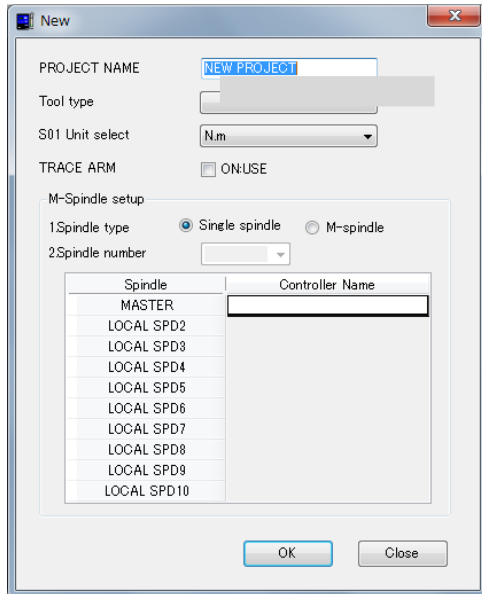 New
PROJECT NAME NEW PROJECT
Tool type
S01 Unit select N.m
TRACE ARM ON:USE
M-Spindle setup
1.Spindle type Single spindle M-spindle
2.Spindle number
Spindle Controller Name
MASTER
LOCAL SPD2
LOCAL SPD3
LOCAL SPD4
LOCAL SPD5
LOCAL SPD6
LOCAL SPD7
LOCAL SPD8
LOCAL SPD9
LOCAL SPD10
OK Close